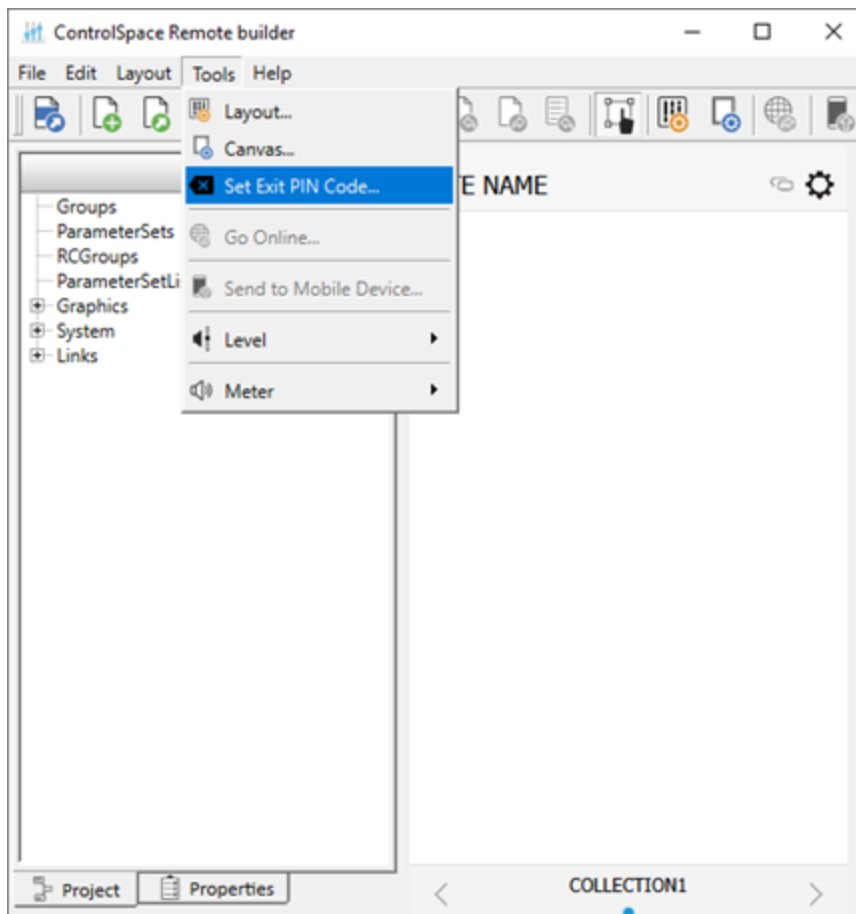 ControlSpace Remote builder
File Edit Layout Tools Help
Layout...
Canvas...
Set Exit PIN Code...
Go Online...
Send to Mobile Device...
Level
Meter
Groups
ParameterSets
RCGroups
Graphics
System
Links
NAME
Project Properties
COLLECTION1